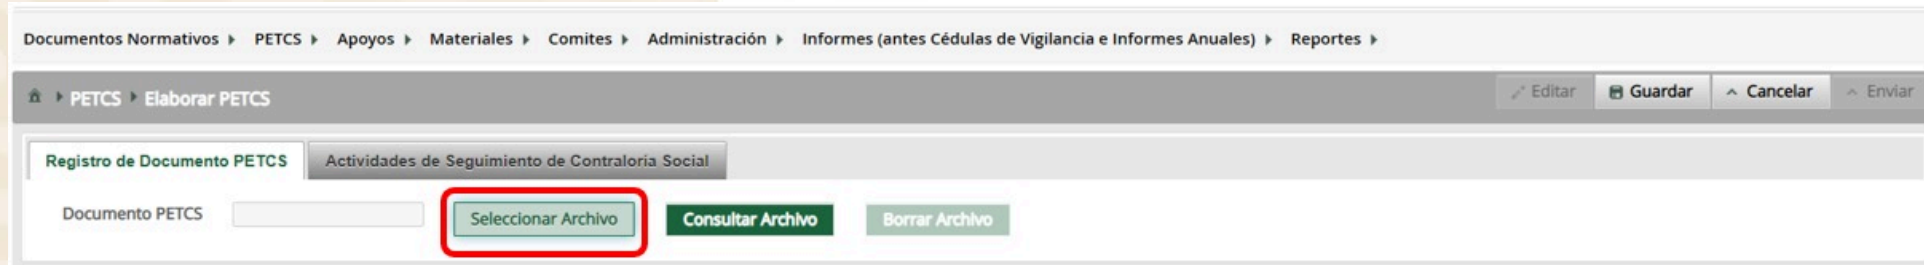 Documentos Normativos PETCS Apoyos Materiales Comites Administración Informes (antes Cédulas de Vigilancia e Informes Anuales) Reportes
PETCS Elaborar PETCS Editar Guardar Cancelar Enviar
Registro de Documento PETCS Actividades de Seguimiento de Contraloria Social
Documento PETCS Seleccionar Archivo Consultar Archivo Borrar Archivo